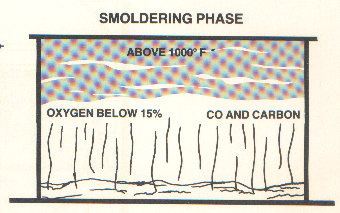 SMOLDERING PHASE
ABOVE 1000° F
OXYGEN BELOW 15% CO AND CARBON